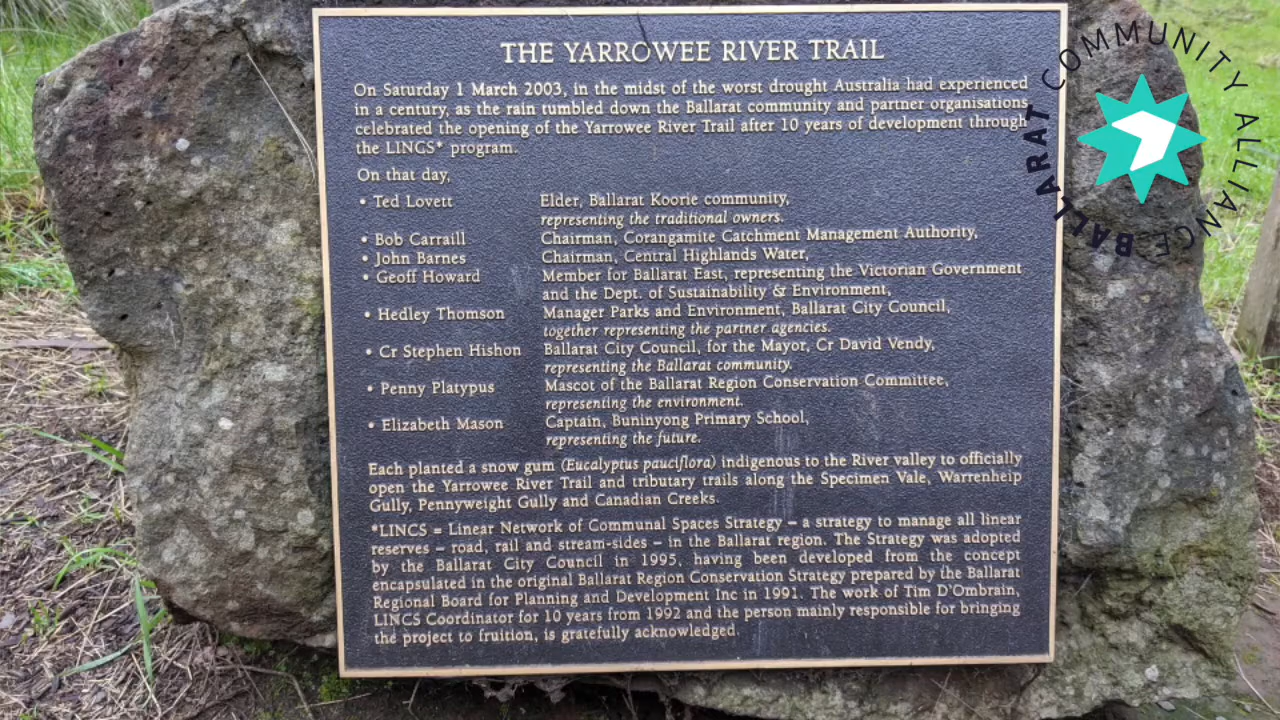 THE YARROWEE RIVER TRAIL
On Saturday 1 March 2003, in the midst of the worst drought Australia had experienced
in a century, as the rain tumbled down the Ballarat community and partner organisations
celebrated the opening of the Yarrowee River Trail after 10 years of development through
the LINCS* program.
On that day,
• Ted Lovett Elder, Ballarat Koorie community,
representing the traditional owners.
• Bob Carraill Chairman, Corangamite Catchment Management Authority,
• John Barnes Chairman, Central Highlands Water,
• Geoff Howard Member for Ballarat East, representing the Victorian Government
and the Dept. of Sustainability & Environment,
• Hedley Thomson Manager Parks and Environment, Ballarat City Council,
together representing the partner agencies.
• Cr Stephen Hishon Ballarat City Council, for the Mayor, Cr David Vendy,
representing the Ballarat community.
• Penny Platypus Mascot of the Ballarat Region Conservation Committee,
representing the environment.
• Elizabeth Mason Captain, Buninyong Primary School,
representing the future.
Each planted a snow gum (Eucalyptus pauciflora) indigenous to the River valley to officially
open the Yarrowee River Trail and tributary trails along the Specimen Vale, Warrenheip
Gully, Pennyweight Gully and Canadian Creeks.
*LINCS = Linear Network of Communal Spaces Strategy – a strategy to manage all linear
reserves – road, rail and stream-sides – in the Ballarat region. The Strategy was adopted
by the Ballarat City Council in 1995, having been developed from the concept
encapsulated in the original Ballarat Region Conservation Strategy prepared by the Ballarat
Regional Board for Planning and Development Inc in 1991. The work of Tim D'Ombrain,
LINCS Coordinator for 10 years from 1992 and the person mainly responsible for bringing
the project to fruition, is gratefully acknowledged.
BALLARAT COMMUNITY ALLIANCE